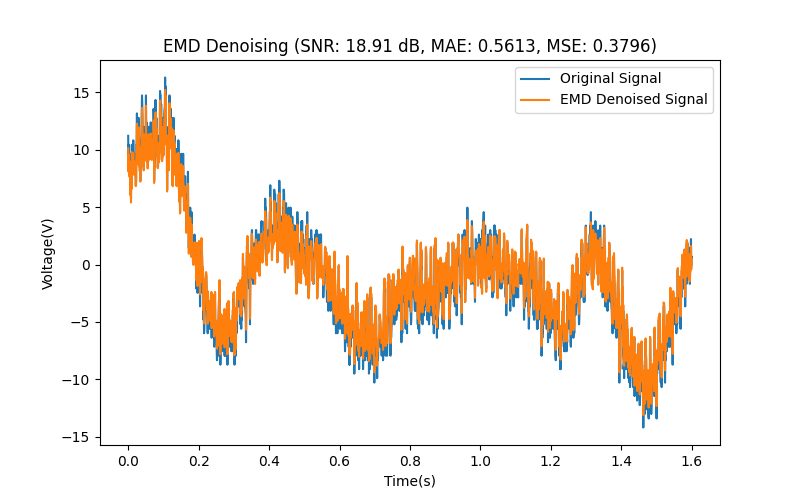 EMD Denoising (SNR: 18.91 dB, MAE: 0.5613, MSE: 0.3796)
Original Signal
EMD Denoised Signal
Voltage(V)
15
10
5
0
−5
−10
−15
0.0 0.2 0.4 0.6 0.8 1.0 1.2 1.4 1.6
Time(s)